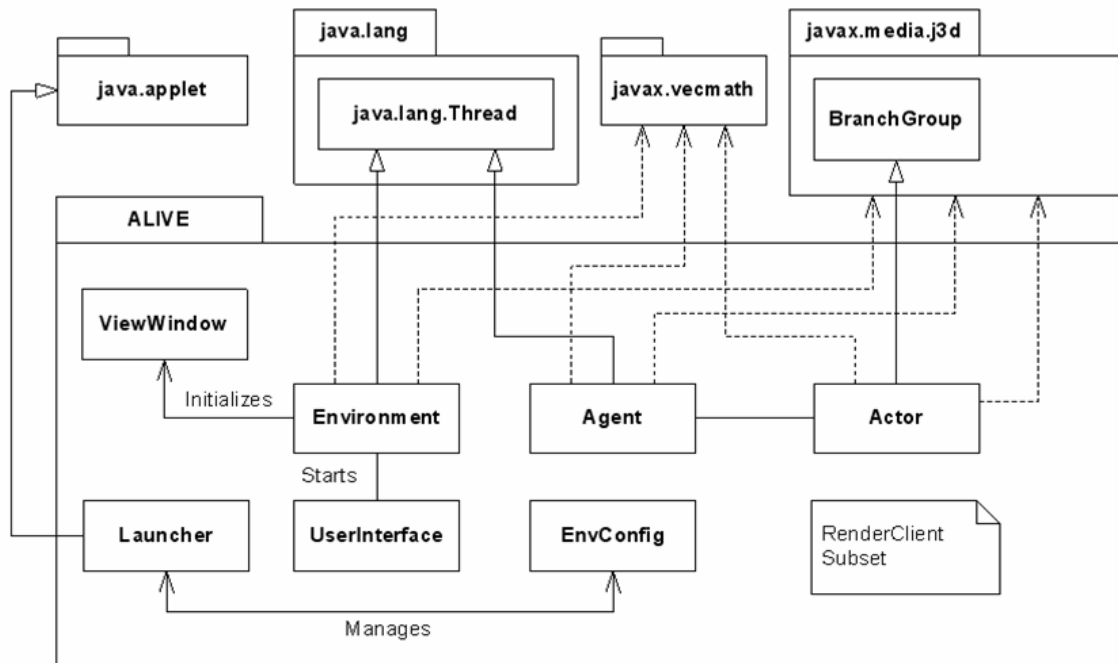 java.lang
javax.media.j3d
java.applet
java.lang.Thread
javax.vecmath
BranchGroup
ALIVE
ViewWindow
Initializes
Environment
Agent
Actor
Starts
Launcher
UserInterface
EnvConfig
RenderClient
Subset
Manages